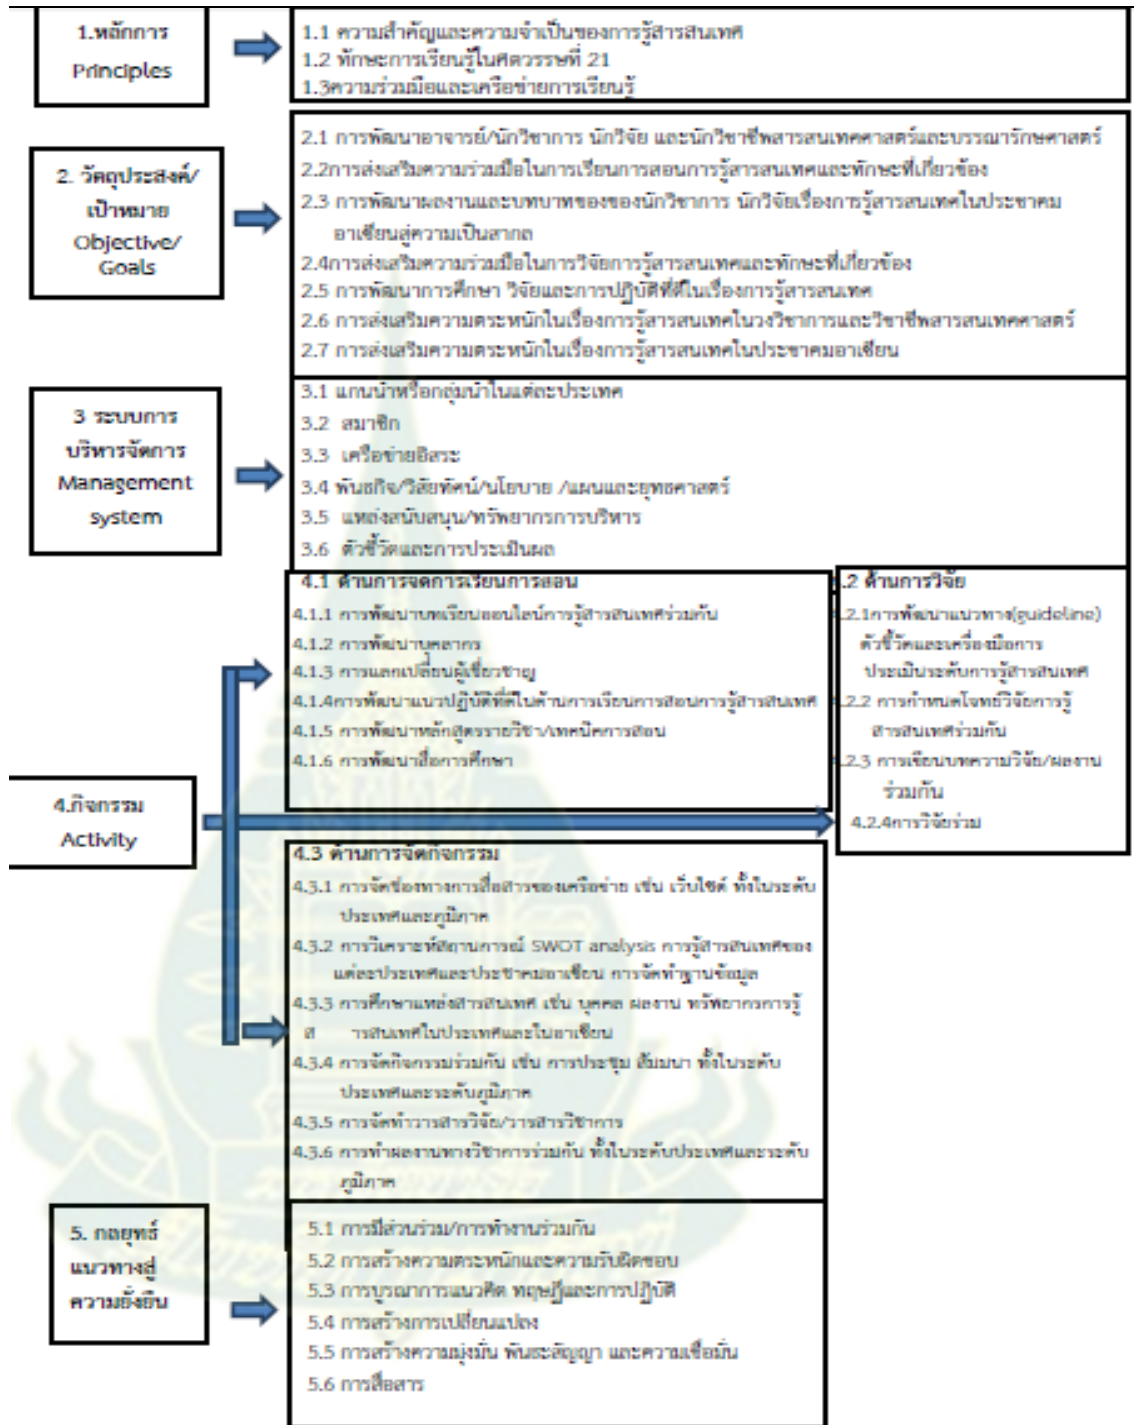 1.หลักการ
Principles
1.1 ความสำคัญและความจำเป็นของการรู้สารสนเทศ
1.2 ทักษะการเรียนรู้ในศตวรรษที่ 21
1.3ความร่วมมือและเครือข่ายการเรียนรู้
2. วัตถุประสงค์/
เป้าหมาย
Objective/
Goals
2.1 การพัฒนาอาจารย์/นักวิชาการ นักวิจัย และนักวิชาชีพสารสนเทศศาสตร์และบรรณารักษศาสตร์
2.2การส่งเสริมความร่วมมือในการเรียนการสอนการรู้สารสนเทศและทักษะที่เกี่ยวข้อง
2.3 การพัฒนาผลงานและบทบาทของของนักวิชาการ นักวิจัยเรื่องการรู้สารสนเทศในประชาคม
อาเซียนสู่ความเป็นสากล
2.4การส่งเสริมความร่วมมือในการวิจัยการรู้สารสนเทศและทักษะที่เกี่ยวข้อง
2.5 การพัฒนาการศึกษา วิจัยและการปฏิบัติที่ดีในเรื่องการรู้สารสนเทศ
2.6 การส่งเสริมความตระหนักในเรื่องการรู้สารสนเทศในวงวิชาการและวิชาชีพสารสนเทศศาสตร์
2.7 การส่งเสริมความตระหนักในเรื่องการรู้สารสนเทศในประชาคมอาเซียน
3 ระบบการ
บริหารจัดการ
Management
system
3.1 แกนนำหรือกลุ่มนำในแต่ละประเทศ
3.2 สมาชิก
3.3 เครือข่ายอิสระ
3.4 พันธกิจ/วิสัยทัศน์/นโยบาย /แผนและยุทธศาสตร์
3.5 แหล่งสนับสนุน/ทรัพยากรการบริหาร
3.6 ตัวชี้วัดและการประเมินผล
4.กิจกรรม
Activity
4.1 ด้านการจัดการเรียนการสอน
4.1.1 การพัฒนาบทเรียนออนไลน์การรู้สารสนเทศร่วมกัน
4.1.2 การพัฒนาบุคลากร
4.1.3 การแลกเปลี่ยนผู้เชี่ยวชาญ
4.1.4การพัฒนาแนวปฏิบัติที่ดีในด้านการเรียนการสอนการรู้สารสนเทศ
4.1.5 การพัฒนาหลักสูตรรายวิชา/เทคนิคการสอน
4.1.6 การพัฒนาสื่อการศึกษา
.2 ด้านการวิจัย
.2.1การพัฒนาแนวทาง(guideline)
ตัวชี้วัดและเครื่องมือการ
ประเมินระดับการรู้สารสนเทศ
.2.2 การกำหนดโจทย์วิจัยการรู้
สารสนเทศร่วมกัน
.2.3 การเขียนบทความวิจัย/ผลงาน
ร่วมกัน
4.2.4การวิจัยร่วม
4.3 ด้านการจัดกิจกรรม
4.3.1 การจัดช่องทางการสื่อสารของเครือข่าย เช่น เว็บไซต์ ทั้งในระดับ
ประเทศและภูมิภาค
4.3.2 การวิเคราะห์สถานการณ์ SWOT analysis การรู้สารสนเทศของ
แต่ละประเทศและประชาคมอาเซียน การจัดทำฐานข้อมูล
4.3.3 การศึกษาแหล่งสารสนเทศ เช่น บุคคล ผลงาน ทรัพยากรการรู้
ส ารสนเทศในประเทศและในอาเซียน
4.3.4 การจัดกิจกรรมร่วมกัน เช่น การประชุม สัมมนา ทั้งในระดับ
ประเทศและระดับภูมิภาค
4.3.5 การจัดทำวารสารวิจัย/วารสารวิชาการ
4.3.6 การทำผลงานทางวิชาการร่วมกัน ทั้งในระดับประเทศและระดับ
ภูมิภาค
5. กลยุทธ์
แนวทางสู่
ความยั่งยืน
5.1 การมีส่วนร่วม/การทำงานร่วมกัน
5.2 การสร้างความตระหนักและความรับผิดชอบ
5.3 การบูรณาการแนวคิด ทฤษฎีและการปฏิบัติ
5.4 การสร้างการเปลี่ยนแปลง
5.5 การสร้างความมุ่งมั่น พันธะสัญญา และความเชื่อมั่น
5.6 การสื่อสาร